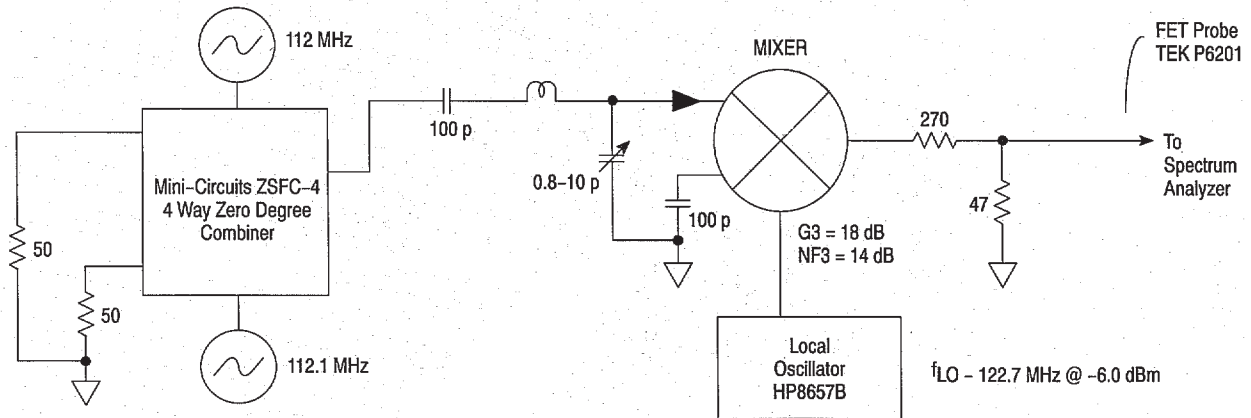 112 MHz
Mini-Circuits ZSFC-4
4 Way Zero Degree
Combiner
50
50
112.1 MHz
100 p
0.8-10 p
100 p
MIXER
G3 = 18 dB
NF3 = 14 dB
270
47
FET Probe
TEK P6201
To
Spectrum
Analyzer
Local
Oscillator
HP8657B
fLO - 122.7 MHz @ -6.0 dBm